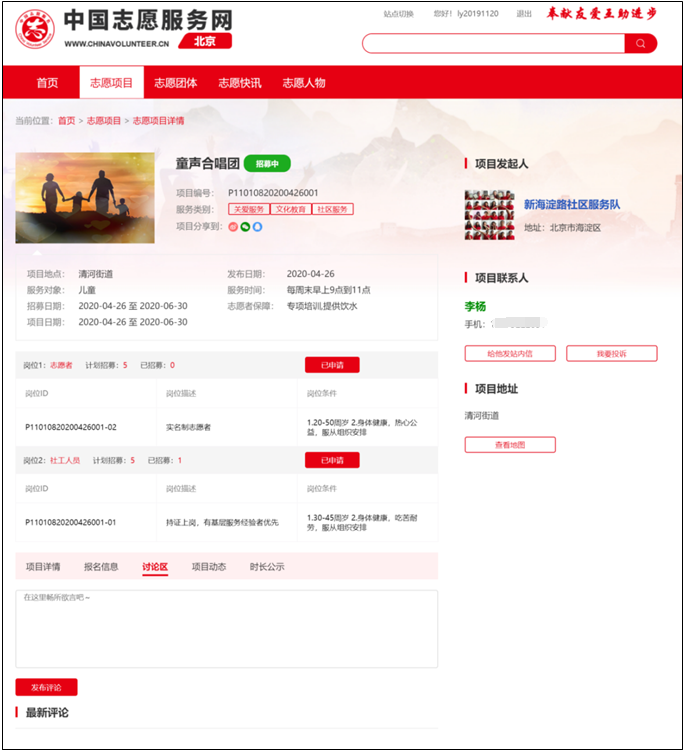 中国志愿服务网
WWW.CHINAVOLUNTEER.CN 北京
站点切换 您好！ly20191120 退出 奉献友爱互助进步
首页 志愿项目 志愿团体 志愿快讯 志愿人物
当前位置：首页 > 志愿项目 > 志愿项目详情
童声合唱团 招募中
项目编号： P11010820200426001
服务类别： 关爱服务 文化教育 社区服务
项目分享到：
项目地点： 清河街道 发布日期： 2020-04-26
服务对象： 儿童 服务时间： 每周末早上9点到11点
招募日期： 2020-04-26 至 2020-06-30 志愿者保障： 专项培训,提供饮水
项目日期： 2020-04-26 至 2020-06-30
岗位1：志愿者 计划招募：5 已招募：0 已申请
岗位ID 岗位描述 岗位条件
P11010820200426001-02 实名制志愿者 1.20-50周岁 2.身体健康，热心公
益，服从组织安排
岗位2：社工人员 计划招募：5 已招募：1 已申请
岗位ID 岗位描述 岗位条件
P11010820200426001-01 持证上岗，有基层服务经验者优先 1.30-45周岁 2.身体健康，吃苦耐
劳，服从组织安排
项目详情 报名信息 讨论区 项目动态 时长公示
在这里畅所欲言吧~
发布评论
最新评论
项目发起人
新海淀路社区服务队
地址：北京市海淀区
项目联系人
李杨
手机：
给他发站内信 我要投诉
项目地址
清河街道
查看地图